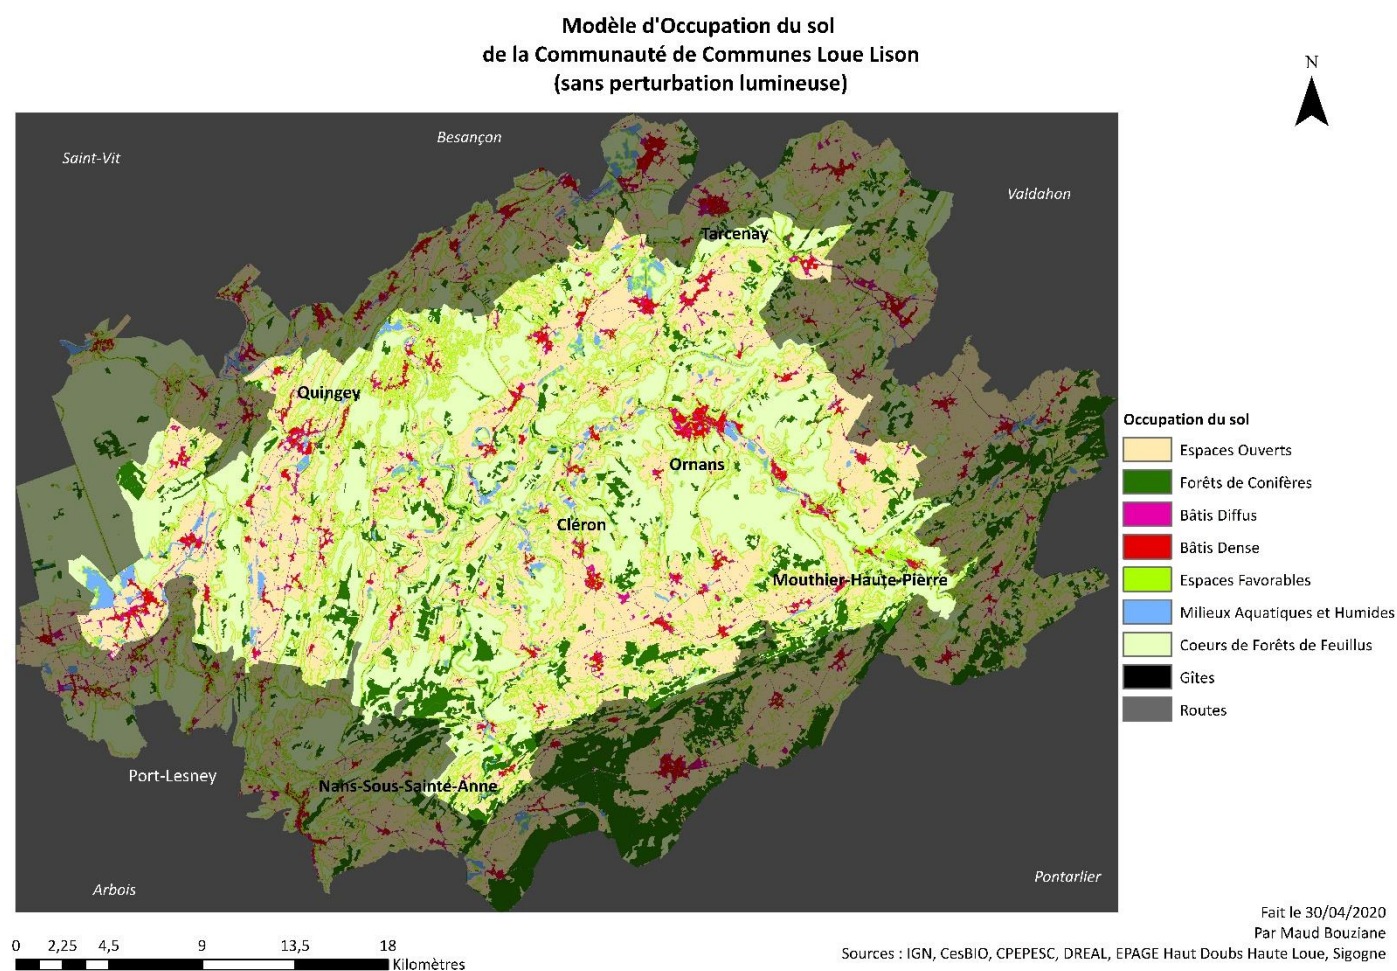 Modèle d'Occupation du sol
de la Communauté de Communes Loue Lison
(sans perturbation lumineuse)
N
Besançon
Saint-Vit
Valdahon
Tarcenay
Quingey
Ornans
Cléron
Mouthier-Haute-Pierre
Port-Lesney
Nans-Sous-Sainte-Anne
Arbois
Pontarlier
Occupation du sol
Espaces Ouverts
Forêts de Conifères
Bâtis Diffus
Bâtis Dense
Espaces Favorables
Milieux Aquatiques et Humides
Coeurs de Forêts de Feuillus
Gîtes
Routes
0 2,25 4,5 9 13,5 18
Kilomètres
Fait le 30/04/2020
Par Maud Bouziane
Sources : IGN, CesBIO, CPEPESC, DREAL, EPAGE Haut Doubs Haute Loue, Sigogne